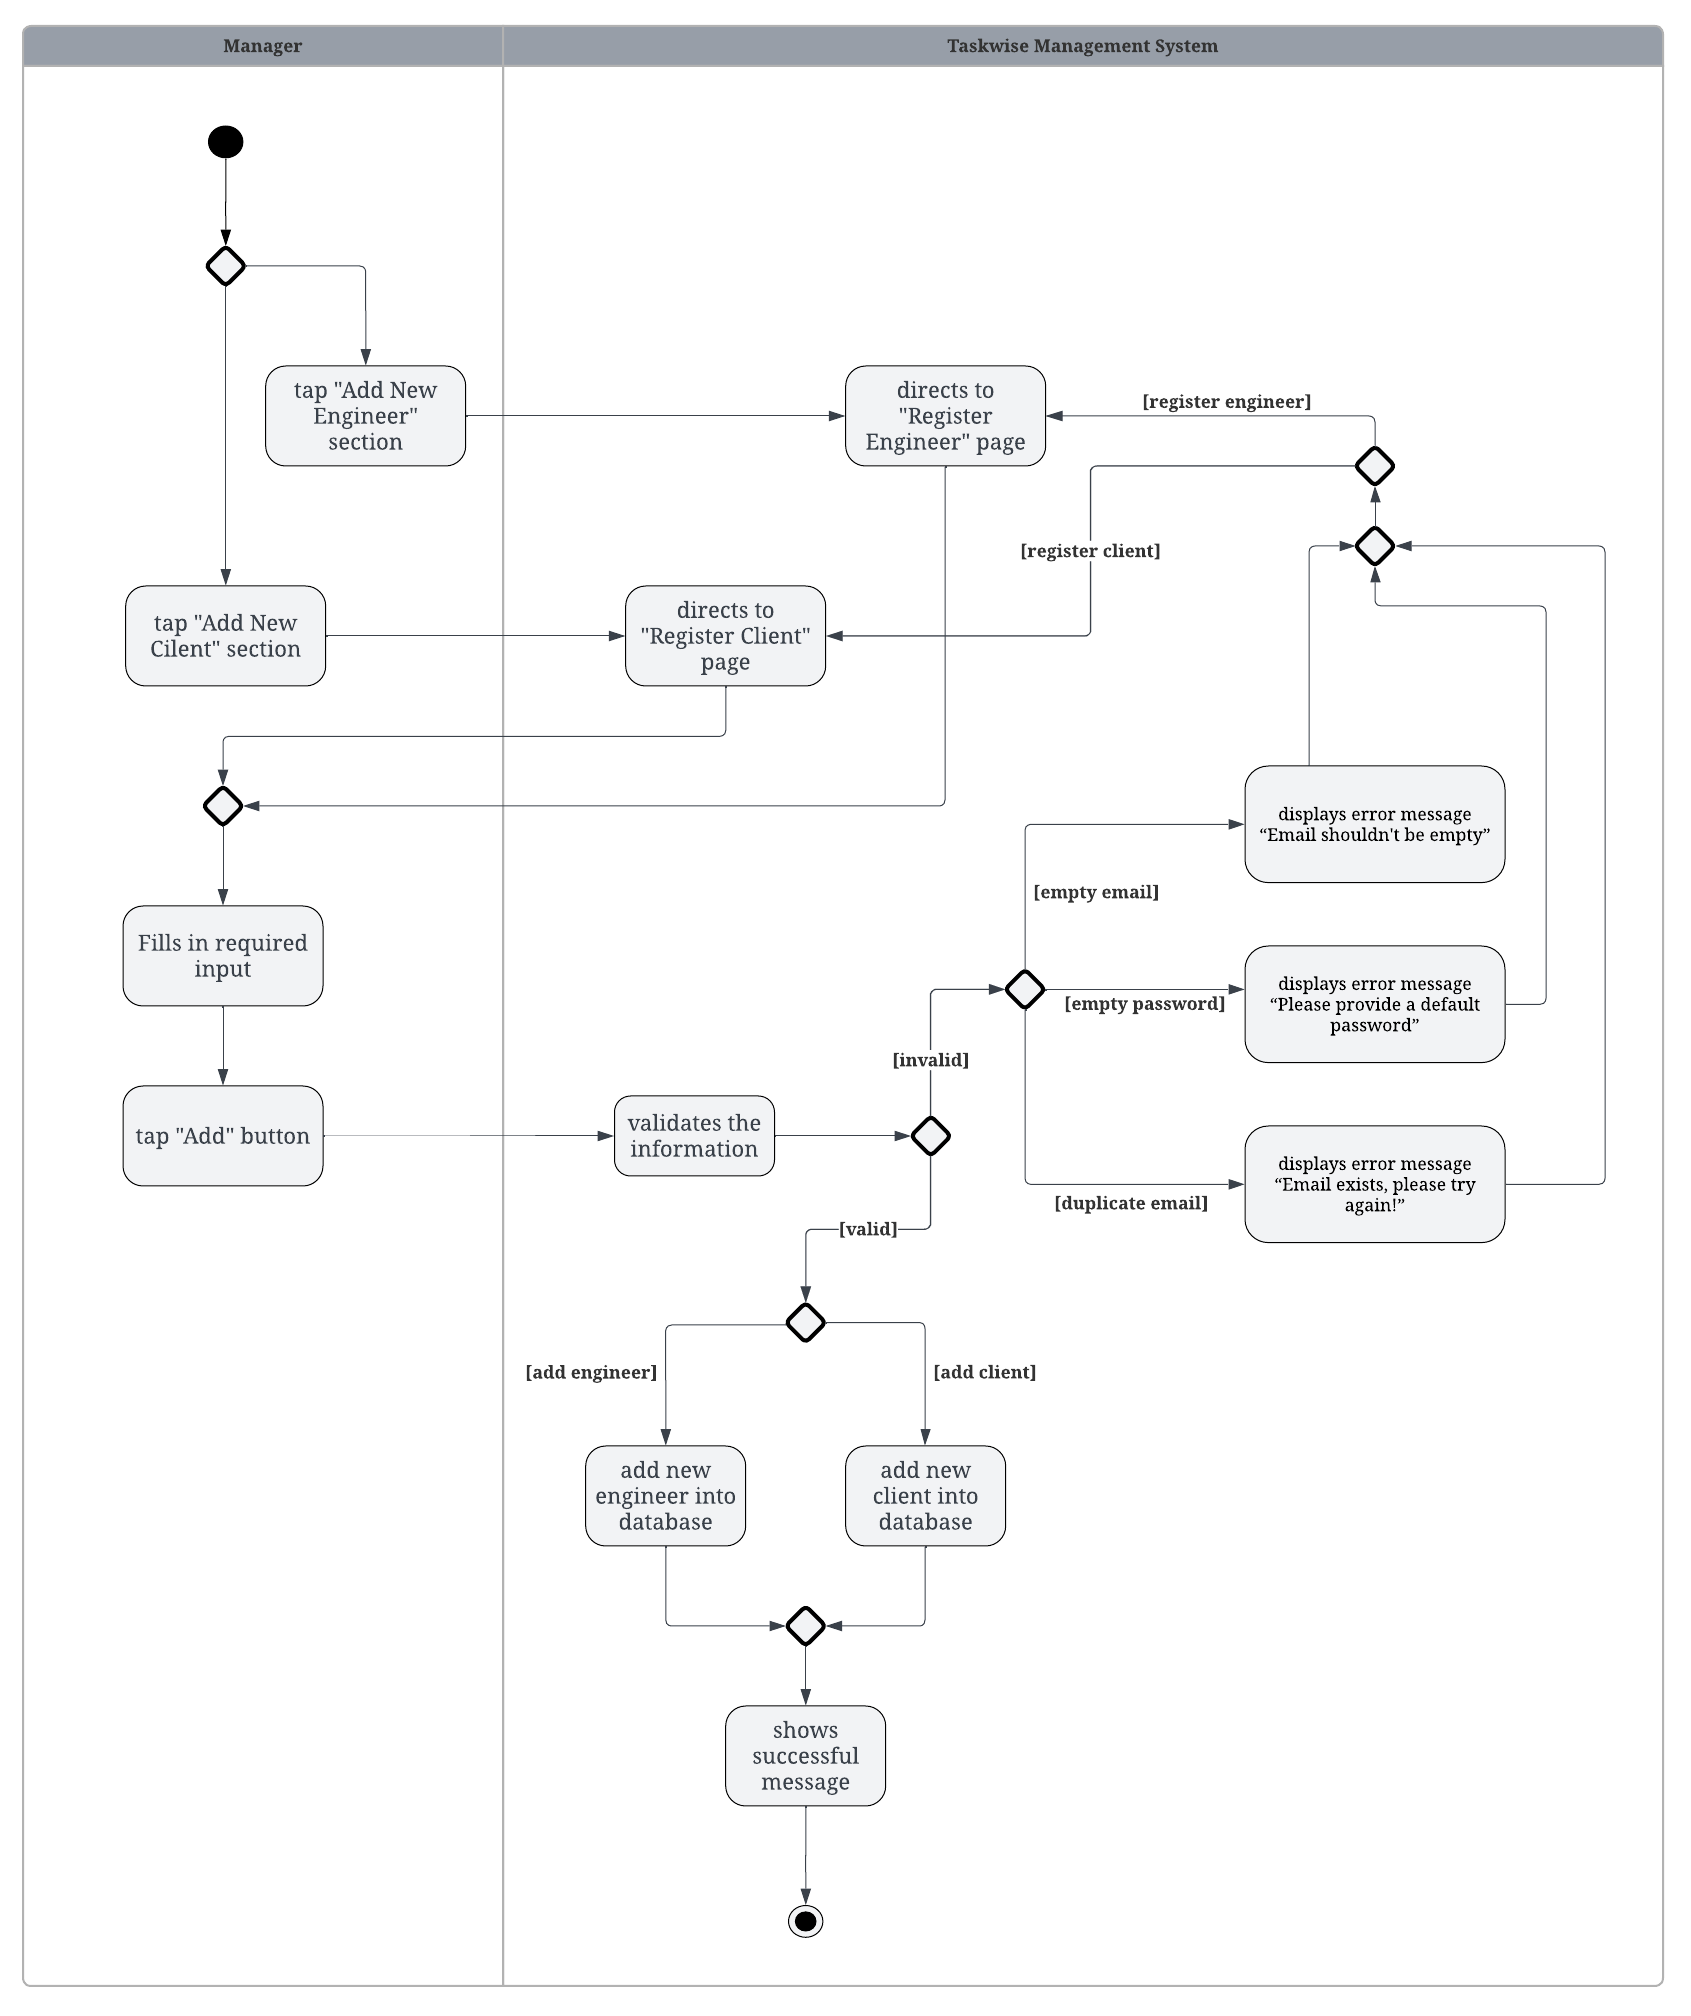 Manager
Taskwise Management System
tap "Add New
Engineer"
section
directs to
"Register
Engineer" page
[register engineer]
[register client]
tap "Add New
Cilent" section
directs to
"Register Client"
page
displays error message
“Email shouldn't be empty”
[empty email]
Fills in required
input
displays error message
“Please provide a default
password”
[empty password]
[invalid]
tap "Add" button
validates the
information
displays error message
“Email exists, please try
again!”
[duplicate email]
[valid]
[add engineer]
[add client]
add new
engineer into
database
add new
client into
database
shows
successful
message